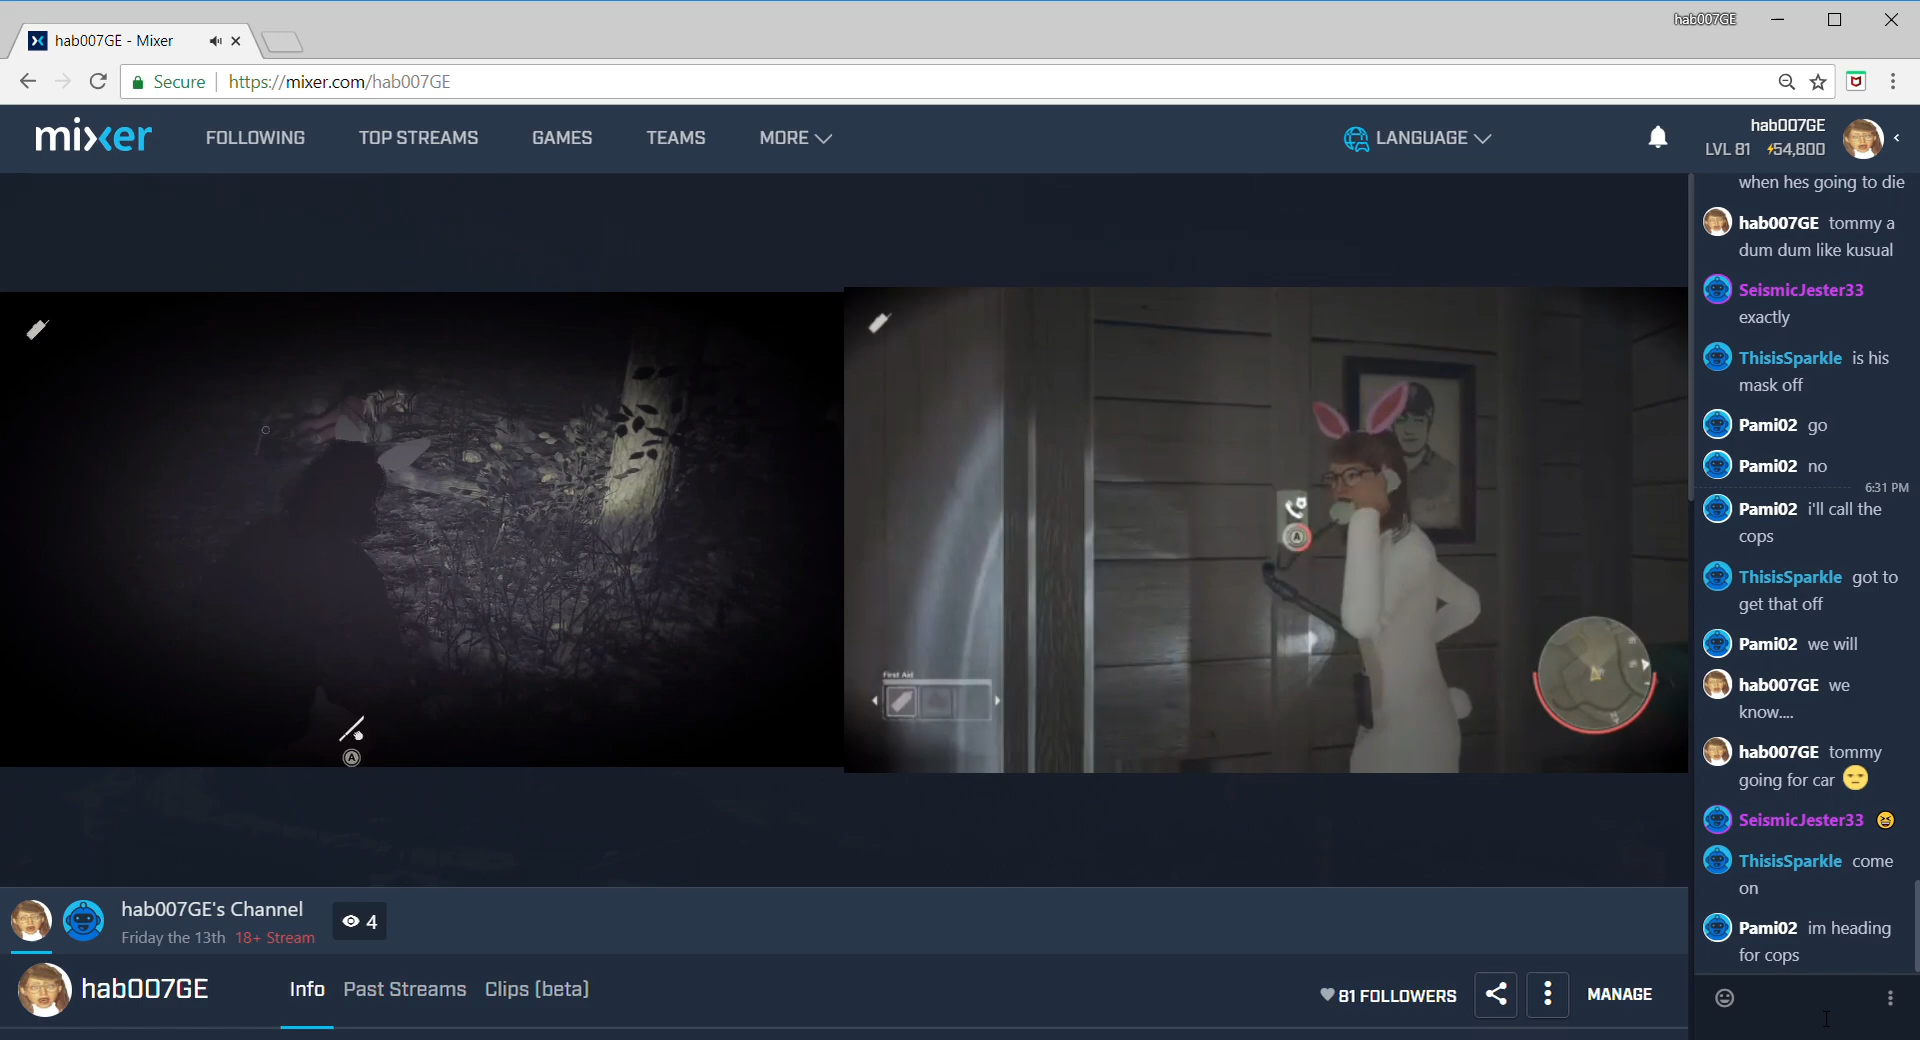 hab007GE
hab007GE - Mixer
Secure https://mixer.com/hab007GE
mixer FOLLOWING TOP STREAMS GAMES TEAMS MORE LANGUAGE
hab007GE
LVL 81 54,800
when hes going to die
hab007GE tommy a
dum dum like kusual
SeismicJester33
exactly
ThisisSparkle is his
mask off
Pami02 go
Pami02 no
6:31 PM
Pami02 i'll call the
cops
ThisisSparkle got to
get that off
Pami02 we will
hab007GE we
know....
hab007GE tommy
going for car 😑
SeismicJester33 😆
ThisisSparkle come
on
Pami02 im heading
for cops
A
First Aid
N
A
hab007GE's Channel
4
Friday the 13th 18+ Stream
hab007GE
Info Past Streams Clips (beta)
81 FOLLOWERS
MANAGE